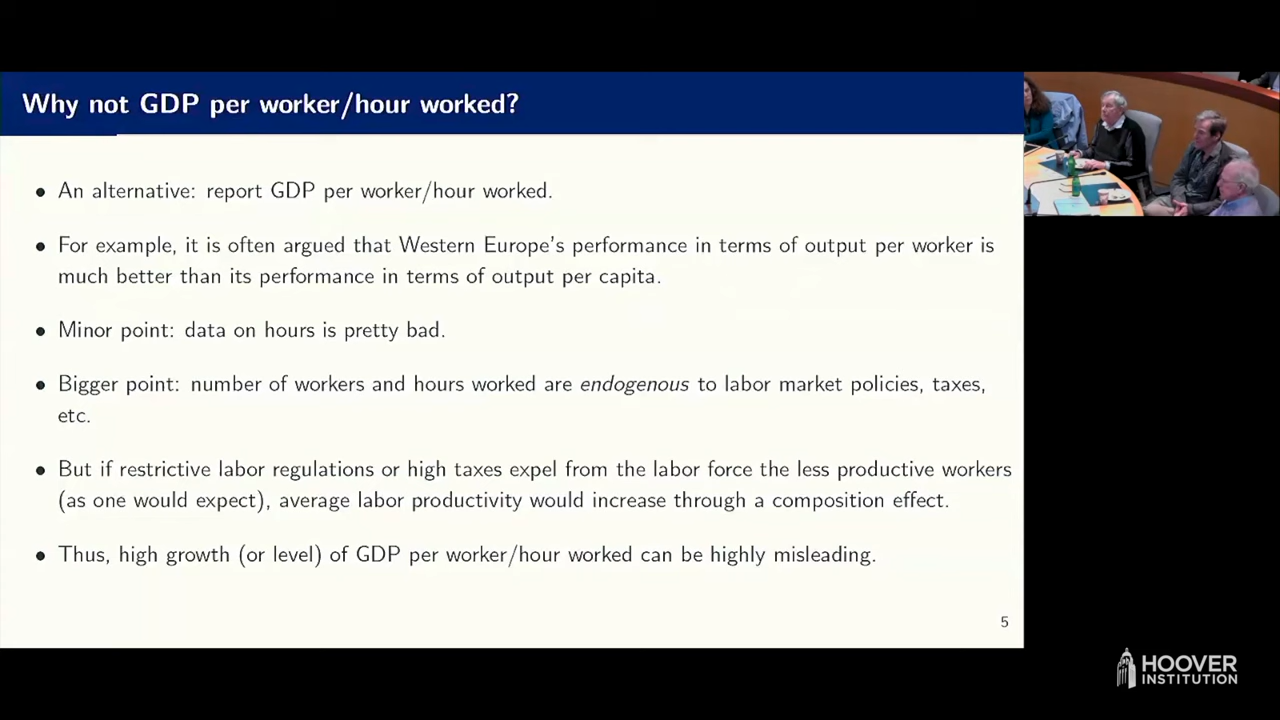 Why not GDP per worker/hour worked?
• An alternative: report GDP per worker/hour worked.
• For example, it is often argued that Western Europe's performance in terms of output per worker is
much better than its performance in terms of output per capita.
• Minor point: data on hours is pretty bad.
• Bigger point: number of workers and hours worked are endogenous to labor market policies, taxes,
etc.
• But if restrictive labor regulations or high taxes expel from the labor force the less productive workers
(as one would expect), average labor productivity would increase through a composition effect.
• Thus, high growth (or level) of GDP per worker/hour worked can be highly misleading.
5
HOOVER
INSTITUTION